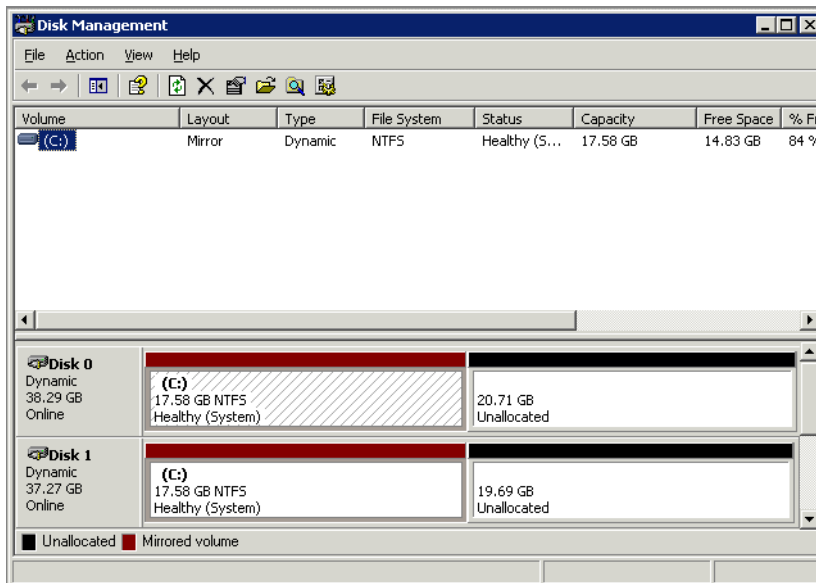 Disk Management
File Action View Help
Volume Layout Type File System Status Capacity Free Space % Fr
(C:) Mirror Dynamic NTFS Healthy (S... 17.58 GB 14.83 GB 84 %
Disk 0
Dynamic
38.29 GB
Online
(C:)
17.58 GB NTFS
Healthy (System)
20.71 GB
Unallocated
Disk 1
Dynamic
37.27 GB
Online
(C:)
17.58 GB NTFS
Healthy (System)
19.69 GB
Unallocated
Unallocated Mirrored volume